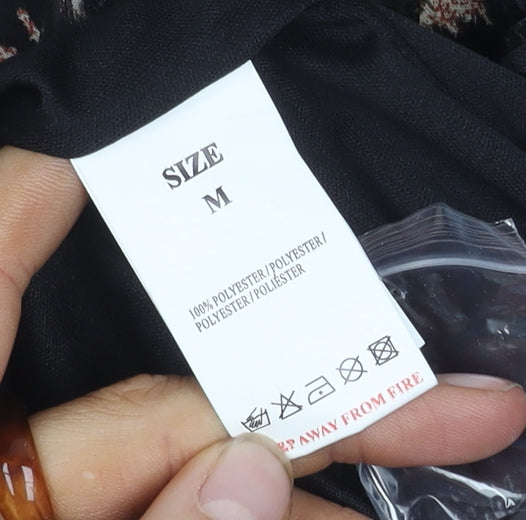 SIZE
M
100% POLYESTER/POLYESTER/
POLYESTER/POLIÉSTER
AWAY FROM FIRE